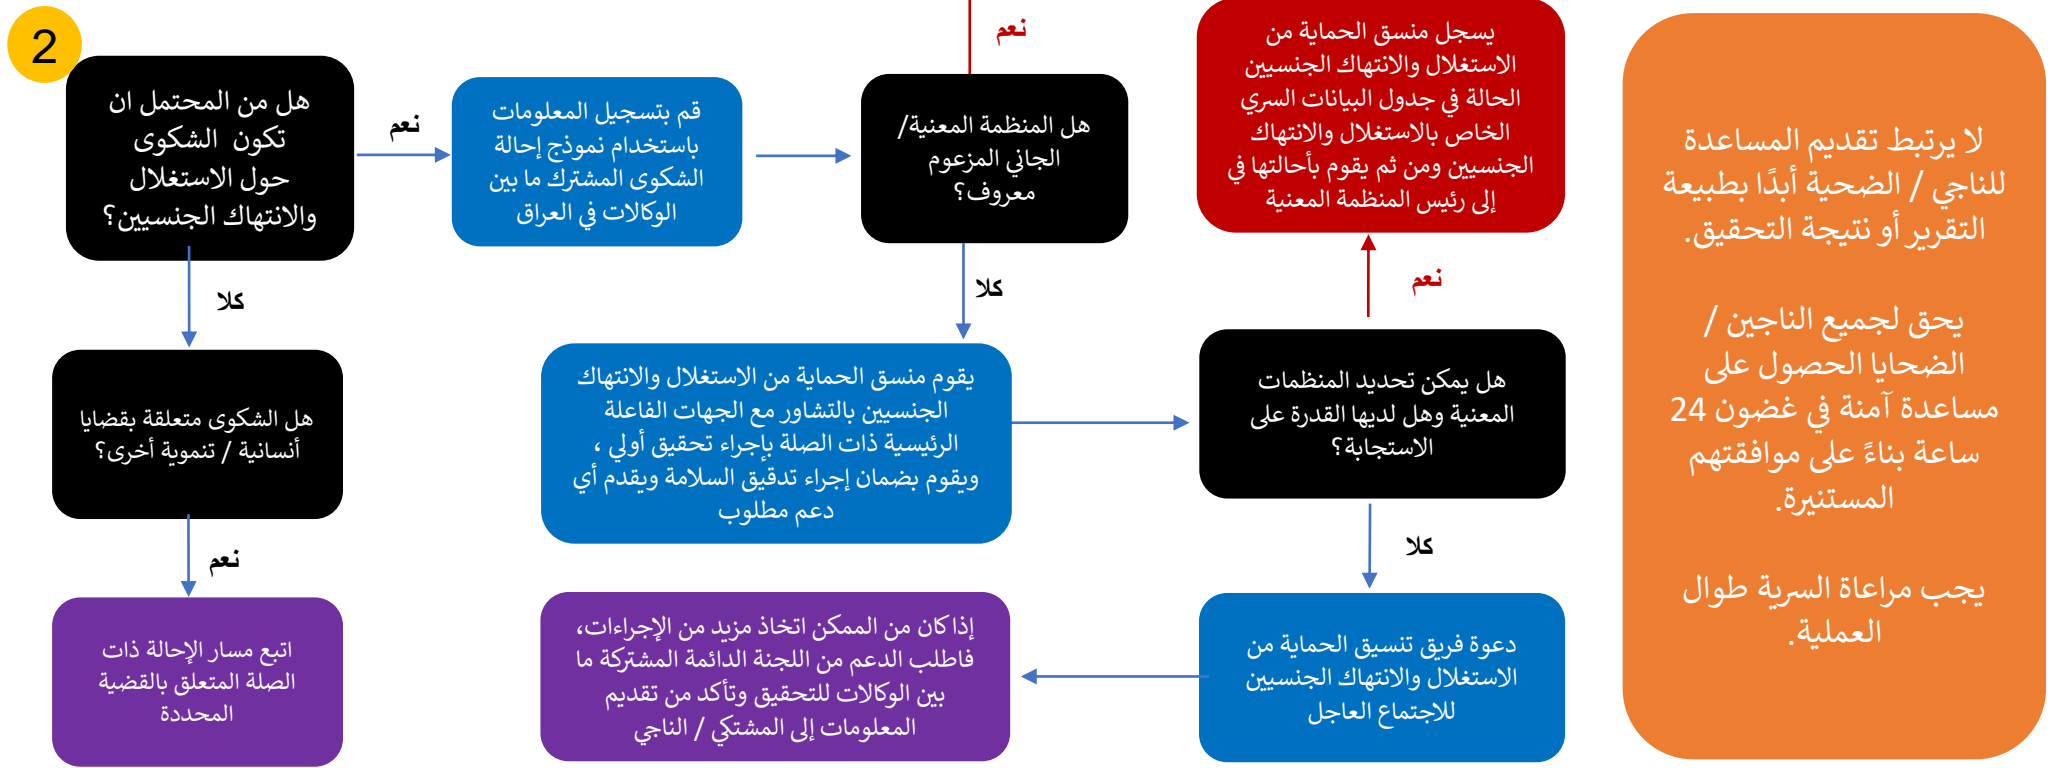 2
هل من المحتمل ان
تكون الشكوى
حول الاستغلال
والانتهاك الجنسيين؟
نعم
قم بتسجيل المعلومات
باستخدام نموذج إحالة
الشكوى المشترك ما بين
الوكالات في العراق
هل المنظمة المعنية/
الجاني المزعوم
معروف؟
نعم
يسجل منسق الحماية من
الاستغلال والانتهاك الجنسيين
الحالة في جدول البيانات السري
الخاص بالاستغلال والانتهاك
الجنسيين ومن ثم يقوم بأحالتها في
إلى رئيس المنظمة المعنية
كلا
كلا
نعم
هل الشكوى متعلقة بقضايا
أنسانية / تنموية أخرى؟
يقوم منسق الحماية من الاستغلال والانتهاك
الجنسيين بالتشاور مع الجهات الفاعلة
الرئيسية ذات الصلة بإجراء تحقيق أولي ،
ويقوم بضمان إجراء تدقيق السلامة ويقدم أي
دعم مطلوب
هل يمكن تحديد المنظمات
المعنية وهل لديها القدرة على
الاستجابة؟
نعم
كلا
اتبع مسار الإحالة ذات
الصلة المتعلق بالقضية
المحددة
إذا كان من الممكن اتخاذ مزيد من الإجراءات،
فاطلب الدعم من اللجنة الدائمة المشتركة ما
بين الوكالات للتحقيق وتأكد من تقديم
المعلومات إلى المشتكي / الناجي
دعوة فريق تنسيق الحماية من
الاستغلال والانتهاك الجنسيين
للاجتماع العاجل
لا يرتبط تقديم المساعدة
للناجي / الضحية أبدًا بطبيعة
التقرير أو نتيجة التحقيق.
يحق لجميع الناجين /
الضحايا الحصول على
مساعدة آمنة في غضون 24
ساعة بناءً على موافقتهم
المستنيرة.
يجب مراعاة السرية طوال
العملية.